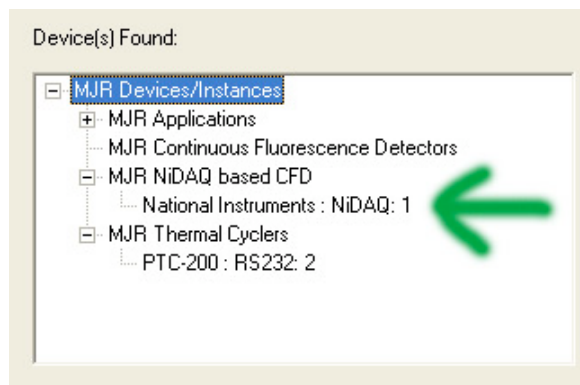 Device(s) Found:
MJR Devices/Instances
MJR Applications
MJR Continuous Fluorescence Detectors
MJR NiDAQ based CFD
National Instruments : NiDAQ: 1
MJR Thermal Cyclers
PTC-200 : RS232: 2